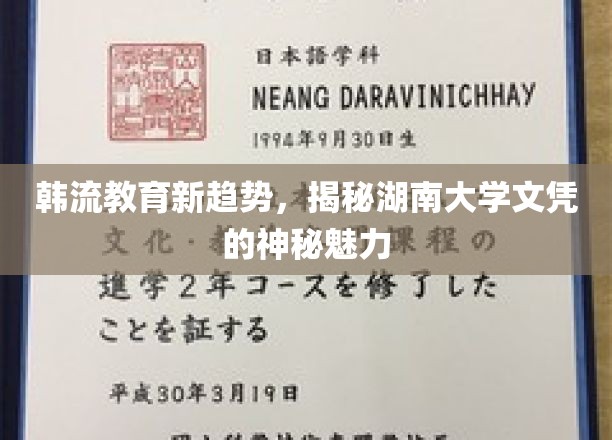 日本語学科
NEANG DARAVINICHHAY
1994年9月30日生
韩流教育新趋势，揭秘湖南大学文凭
的神秘魅力
文化・教
課程の
進学2年コースを修了した
ことを証する
平成30年3月19日